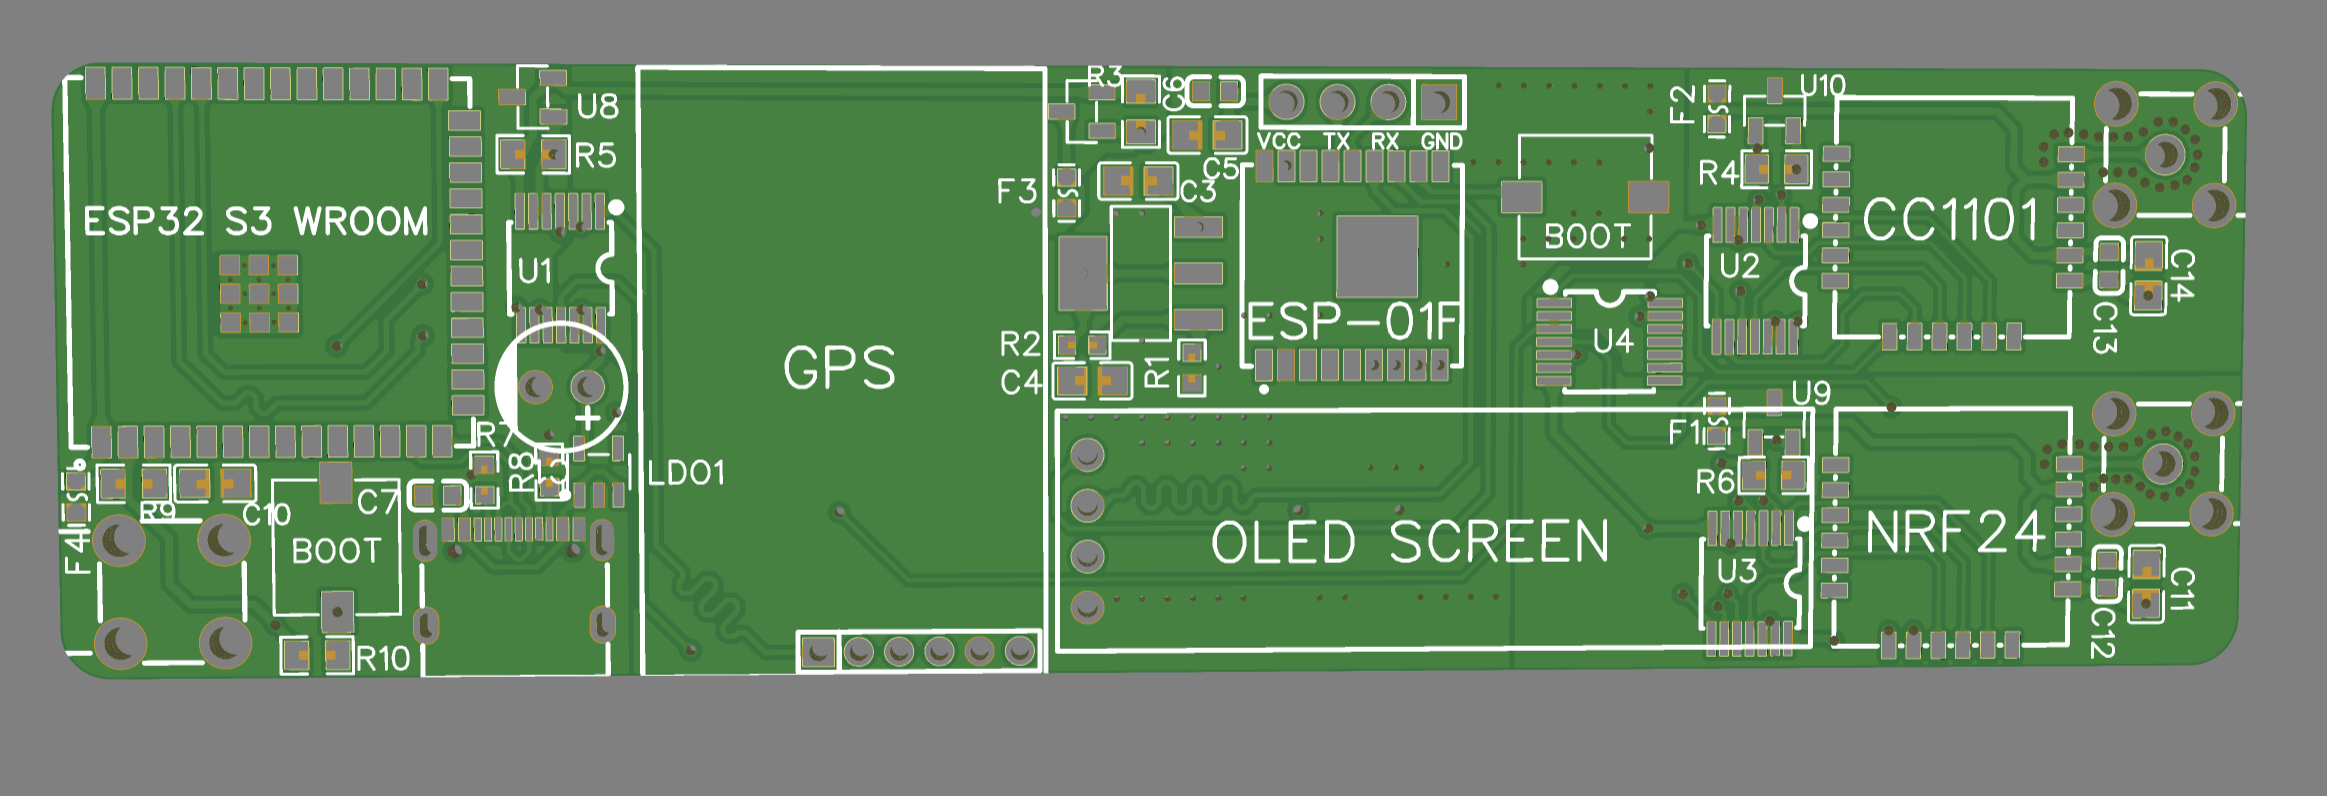 U8
R5
ESP32 S3 WROOM
U1
R8
LDO1
R9
C10
C7
F4
BOOT
R10
GPS
R3
C6
C5
VCC
TX
RX
GND
F3
C3
R2
C4
R1
ESP-01F
BOOT
U4
OLED SCREEN
F2
U10
R4
U2
CC1101
C14
C13
F1
U9
R6
U3
NRF24
C11
C12
+